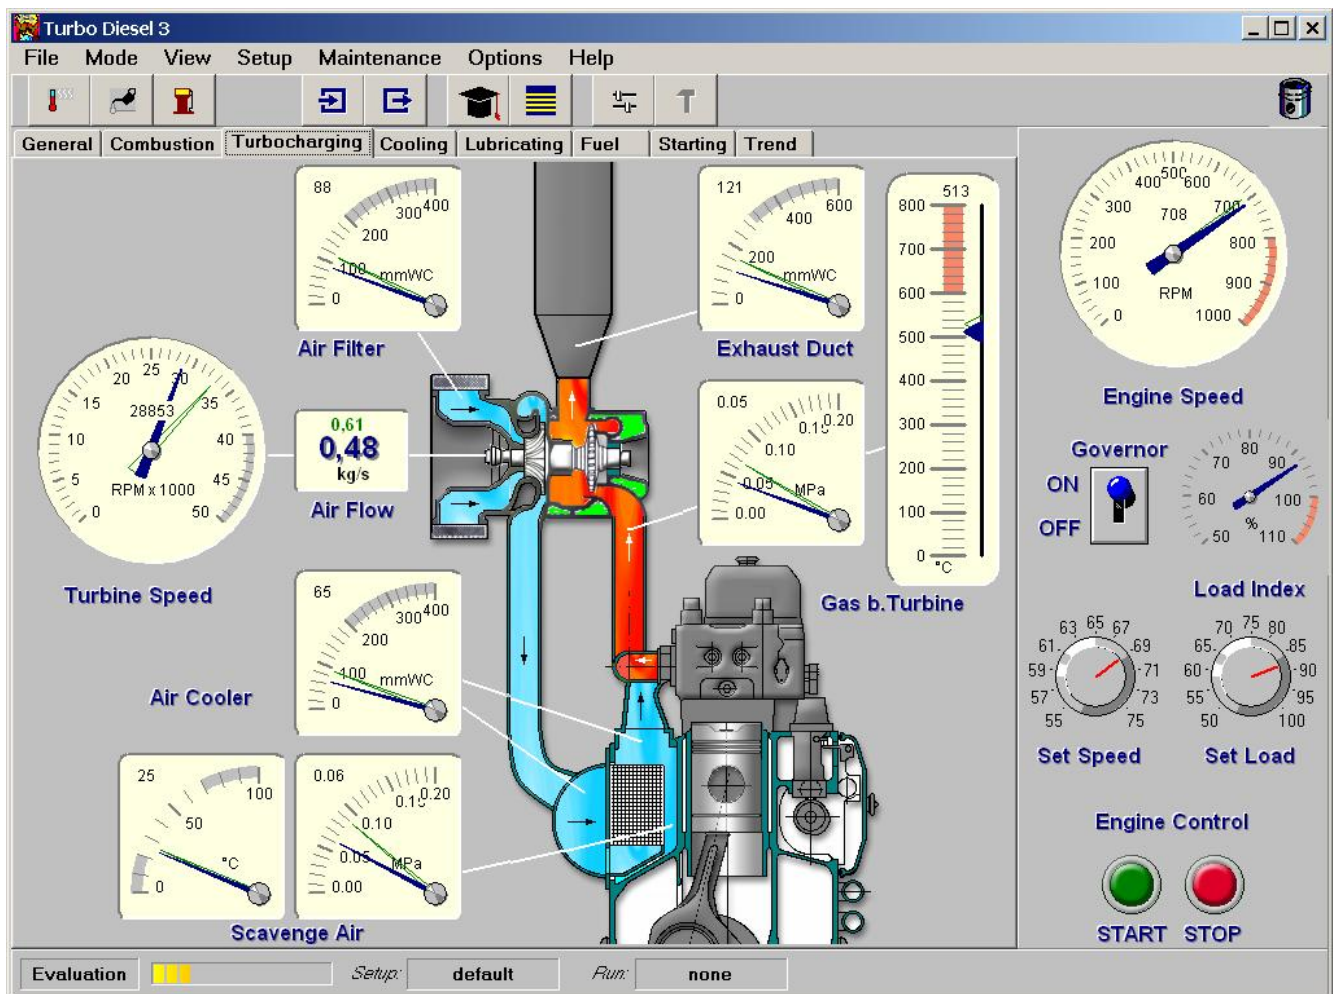 Turbo Diesel 3
File Mode View Setup Maintenance Options Help
General Combustion Turbocharging Cooling Lubricating Fuel Starting Trend
88
0 100 200 300 400
mmWC
Air Filter
121
0 200 400 600
mmWC
Exhaust Duct
513
800
700
600
500
400
300
200
100
0
°C
Gas b.Turbine
0.05
0.00 0.05 0.10 0.15 0.20
MPa
0 5 10 15 20 25 30 35 40 45 50
28853
RPM x 1000
Turbine Speed
0,61
0,48
kg/s
Air Flow
65
0 100 200 300 400
mmWC
Air Cooler
25
0 50 100
°C
0.06
0.00 0.05 0.10 0.15 0.20
MPa
Scavenge Air
0 100 200 300 400 500 600 700 800 900 1000
708
RPM
Engine Speed
Governor
ON
OFF
50 60 70 80 90 100 110
%
Load Index
55 57 59 61 63 65 67 69 71 73 75
Set Speed
50 55 60 65 70 75 80 85 90 95 100
Set Load
Engine Control
START STOP
Evaluation Setup: default Run: none